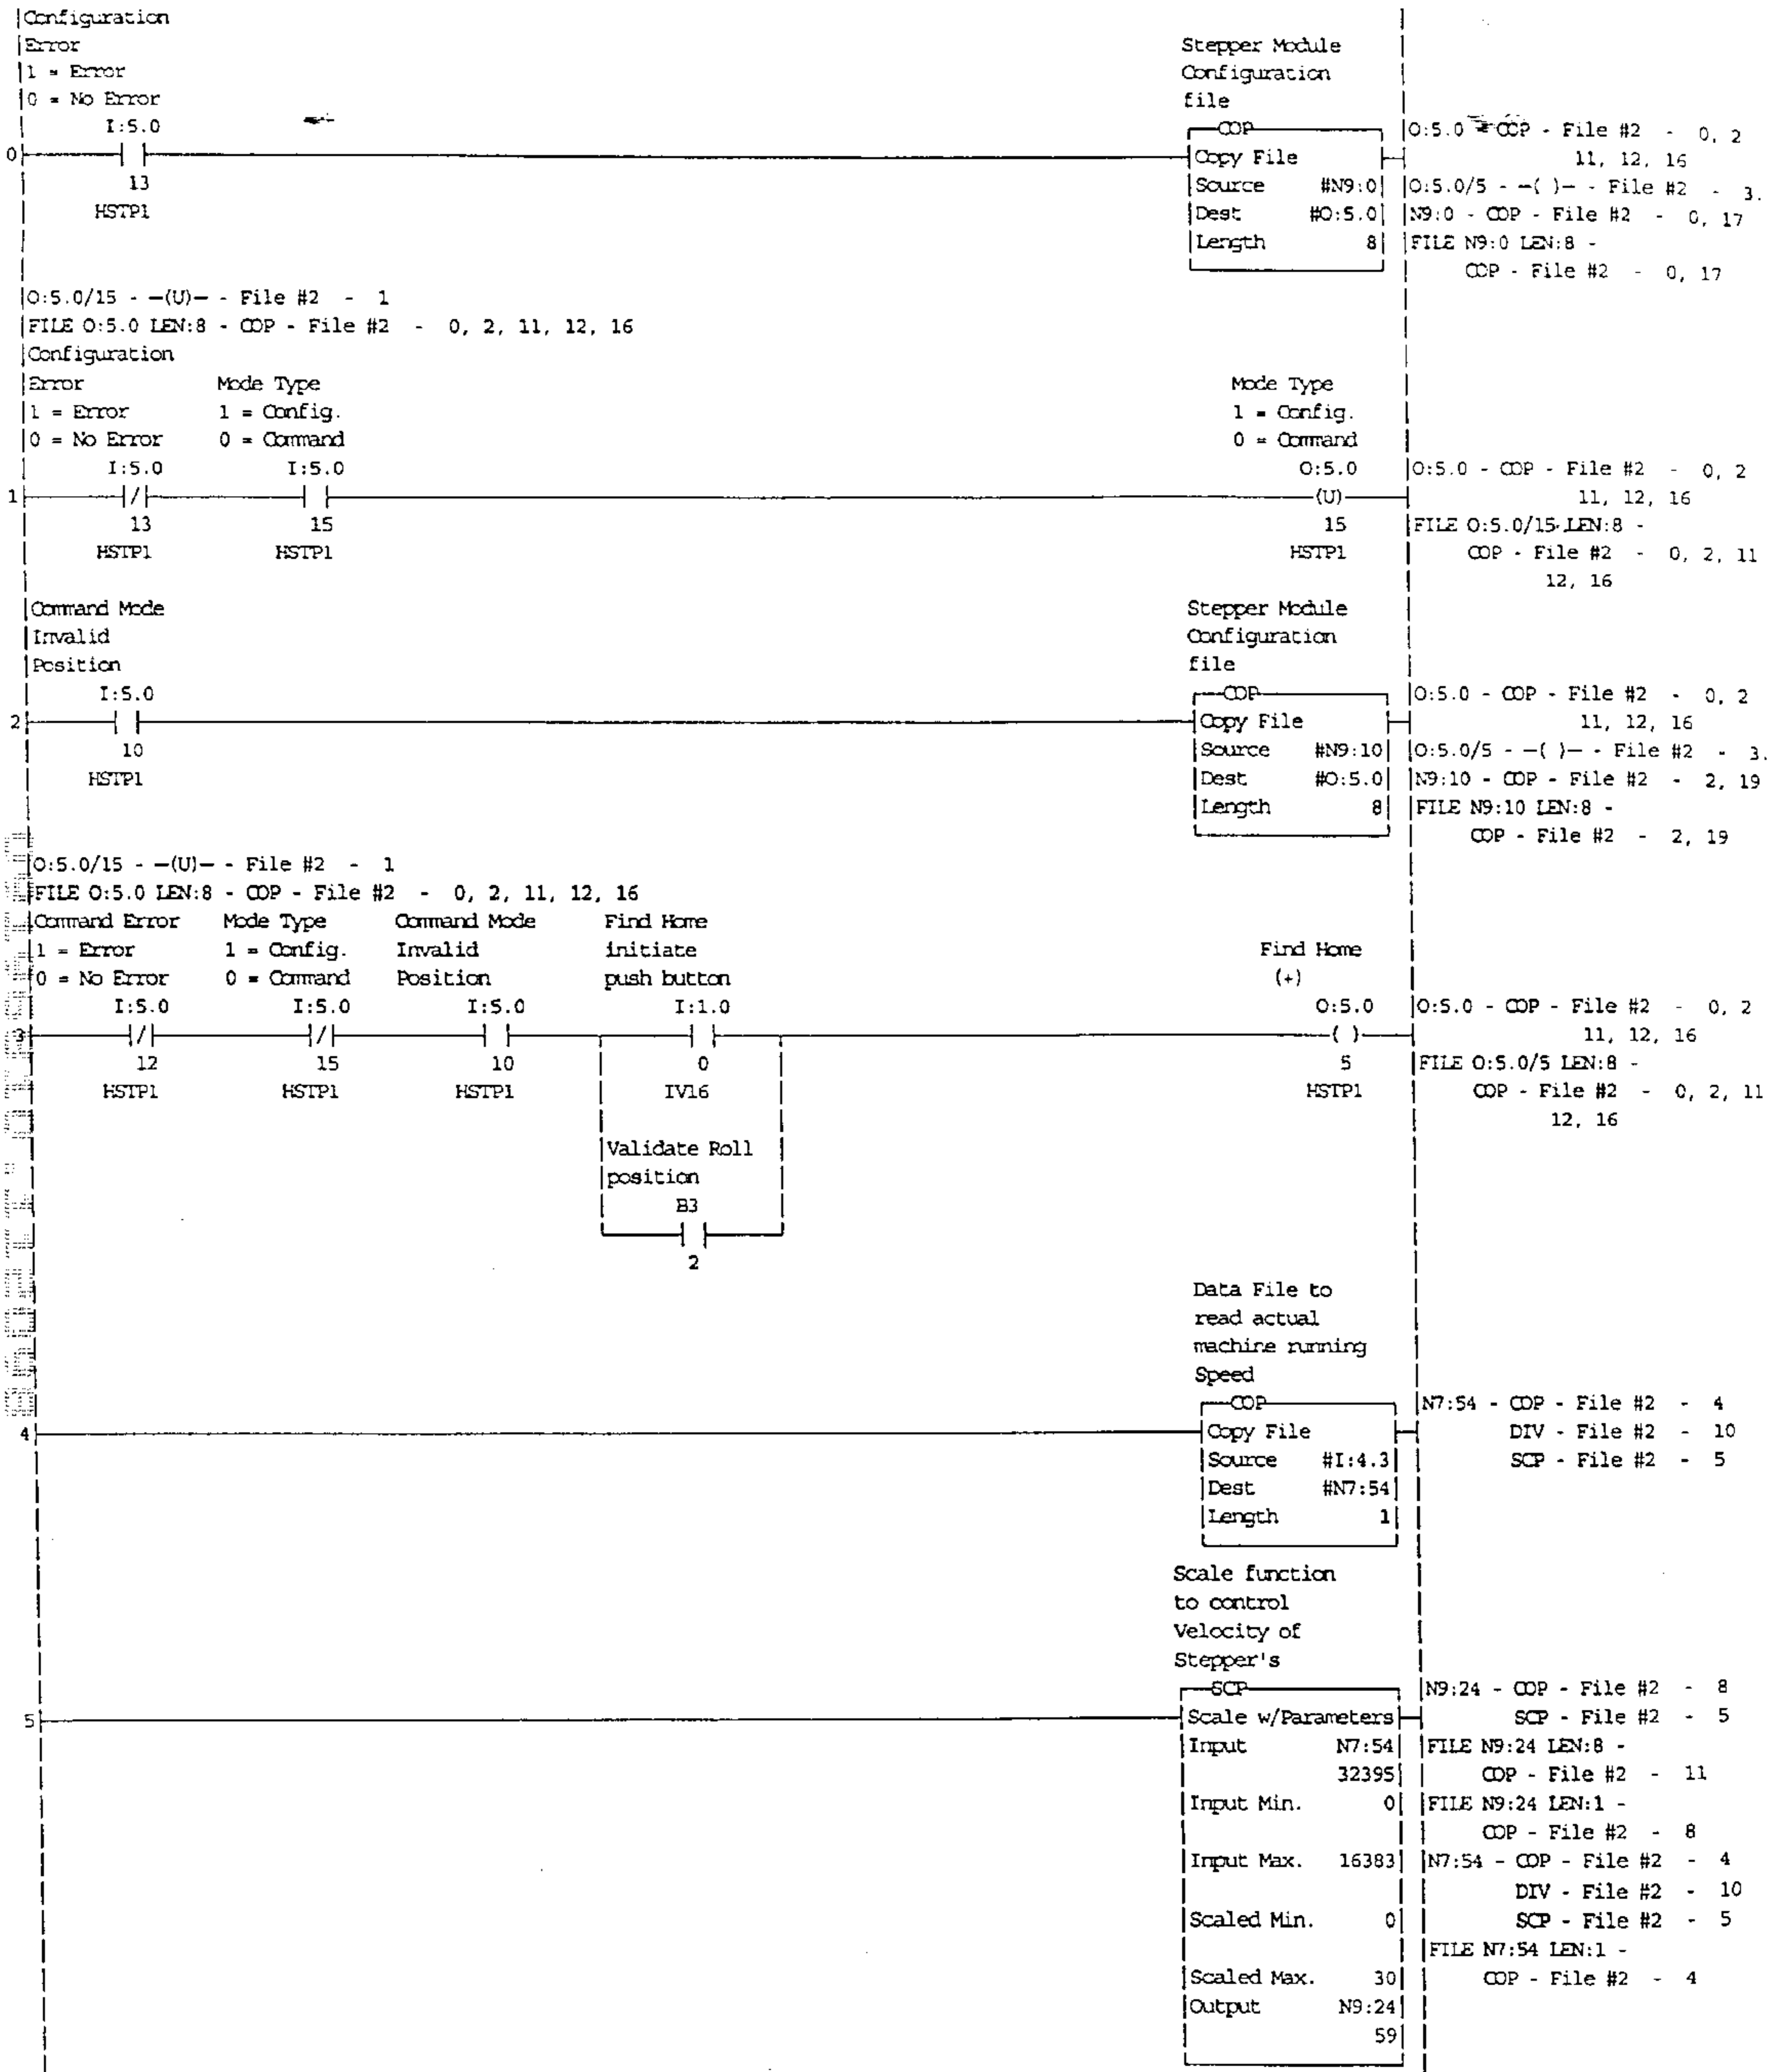 Configuration
Error
1 = Error
0 = No Error
I:5.0
0
13
HSTP1
Stepper Module
Configuration
file
COP
Copy File
Source #N9:0
Dest #O:5.0
Length 8
O:5.0 - COP - File #2 - 0, 2
11, 12, 16
O:5.0/5 - -( )- - File #2 - 3.
N9:0 - COP - File #2 - 0, 17
FILE N9:0 LEN:8 -
COP - File #2 - 0, 17
O:5.0/15 - -(U)- - File #2 - 1
FILE O:5.0 LEN:8 - COP - File #2 - 0, 2, 11, 12, 16
Configuration
Error Mode Type Mode Type
1 = Error 1 = Config. 1 = Config.
0 = No Error 0 = Command 0 = Command
I:5.0 I:5.0 O:5.0
1 (U)
13 15 15
HSTP1 HSTP1 HSTP1
O:5.0 - COP - File #2 - 0, 2
11, 12, 16
FILE O:5.0/15 LEN:8 -
COP - File #2 - 0, 2, 11
12, 16
Command Mode
Invalid
Position
I:5.0
2
10
HSTP1
Stepper Module
Configuration
file
COP
Copy File
Source #N9:10
Dest #O:5.0
Length 8
O:5.0 - COP - File #2 - 0, 2
11, 12, 16
O:5.0/5 - -( )- - File #2 - 3.
N9:10 - COP - File #2 - 2, 19
FILE N9:10 LEN:8 -
COP - File #2 - 2, 19
O:5.0/15 - -(U)- - File #2 - 1
FILE O:5.0 LEN:8 - COP - File #2 - 0, 2, 11, 12, 16
Command Error Mode Type Command Mode Find Home
1 = Error 1 = Config. Invalid initiate Find Home
0 = No Error 0 = Command Position push button (+)
I:5.0 I:5.0 I:5.0 I:1.0 O:5.0
3 ( )
12 15 10 0 5
HSTP1 HSTP1 HSTP1 IV16 HSTP1
O:5.0 - COP - File #2 - 0, 2
11, 12, 16
FILE O:5.0/5 LEN:8 -
COP - File #2 - 0, 2, 11
12, 16
Validate Roll
position
B3
2
Data File to
read actual
machine running
Speed
COP
4
Copy File
Source #I:4.3
Dest #N7:54
Length 1
N7:54 - COP - File #2 - 4
DIV - File #2 - 10
SCP - File #2 - 5
Scale function
to control
Velocity of
Stepper's
SCP
5
Scale w/Parameters
Input N7:54
32395
Input Min. 0
Input Max. 16383
Scaled Min. 0
Scaled Max. 30
Output N9:24
59
N9:24 - COP - File #2 - 8
SCP - File #2 - 5
FILE N9:24 LEN:8 -
COP - File #2 - 11
FILE N9:24 LEN:1 -
COP - File #2 - 8
N7:54 - COP - File #2 - 4
DIV - File #2 - 10
SCP - File #2 - 5
FILE N7:54 LEN:1 -
COP - File #2 - 4